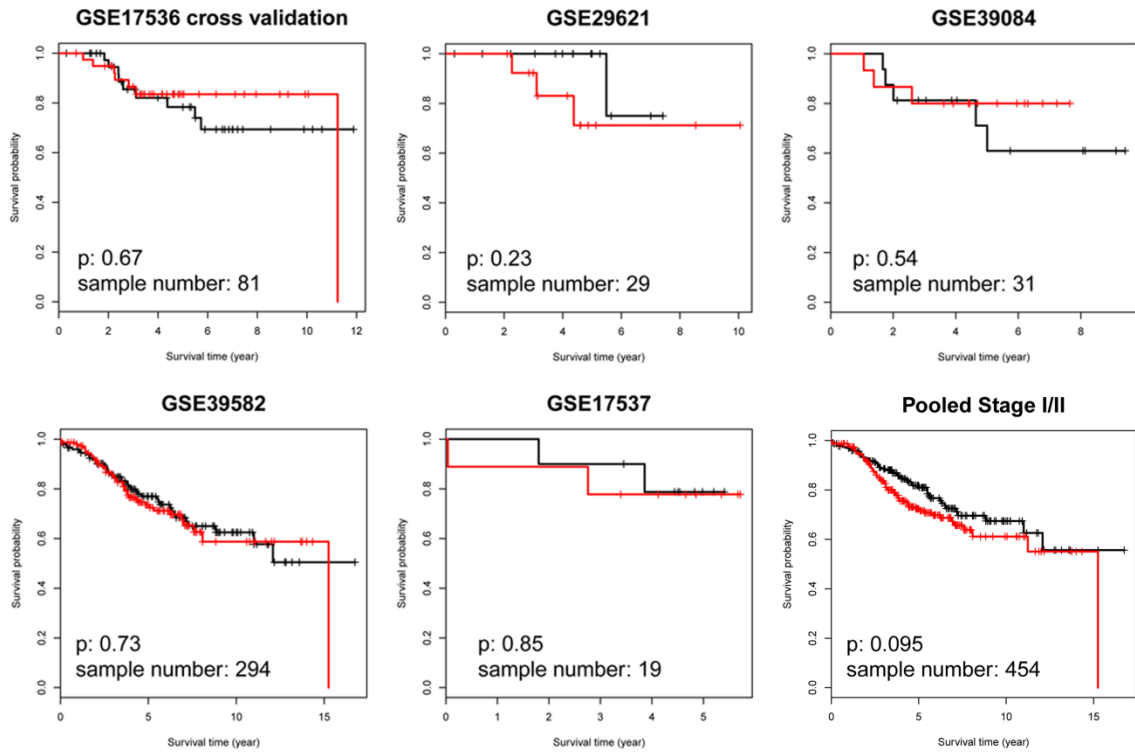 GSE17536 cross validation
Survival probability
1.0
0.8
0.6
0.4
0.2
0.0
p: 0.67
sample number: 81
0 2 4 6 8 10 12
Survival time (year)
GSE29621
Survival probability
1.0
0.8
0.6
0.4
0.2
0.0
p: 0.23
sample number: 29
0 2 4 6 8 10
Survival time (year)
GSE39084
Survival probability
1.0
0.8
0.6
0.4
0.2
0.0
p: 0.54
sample number: 31
0 2 4 6 8
Survival time (year)
GSE39582
Survival probability
1.0
0.8
0.6
0.4
0.2
0.0
p: 0.73
sample number: 294
0 5 10 15
Survival time (year)
GSE17537
Survival probability
1.0
0.8
0.6
0.4
0.2
0.0
p: 0.85
sample number: 19
0 1 2 3 4 5
Survival time (year)
Pooled Stage I/II
Survival probability
1.0
0.8
0.6
0.4
0.2
0.0
p: 0.095
sample number: 454
0 5 10 15
Survival time (year)